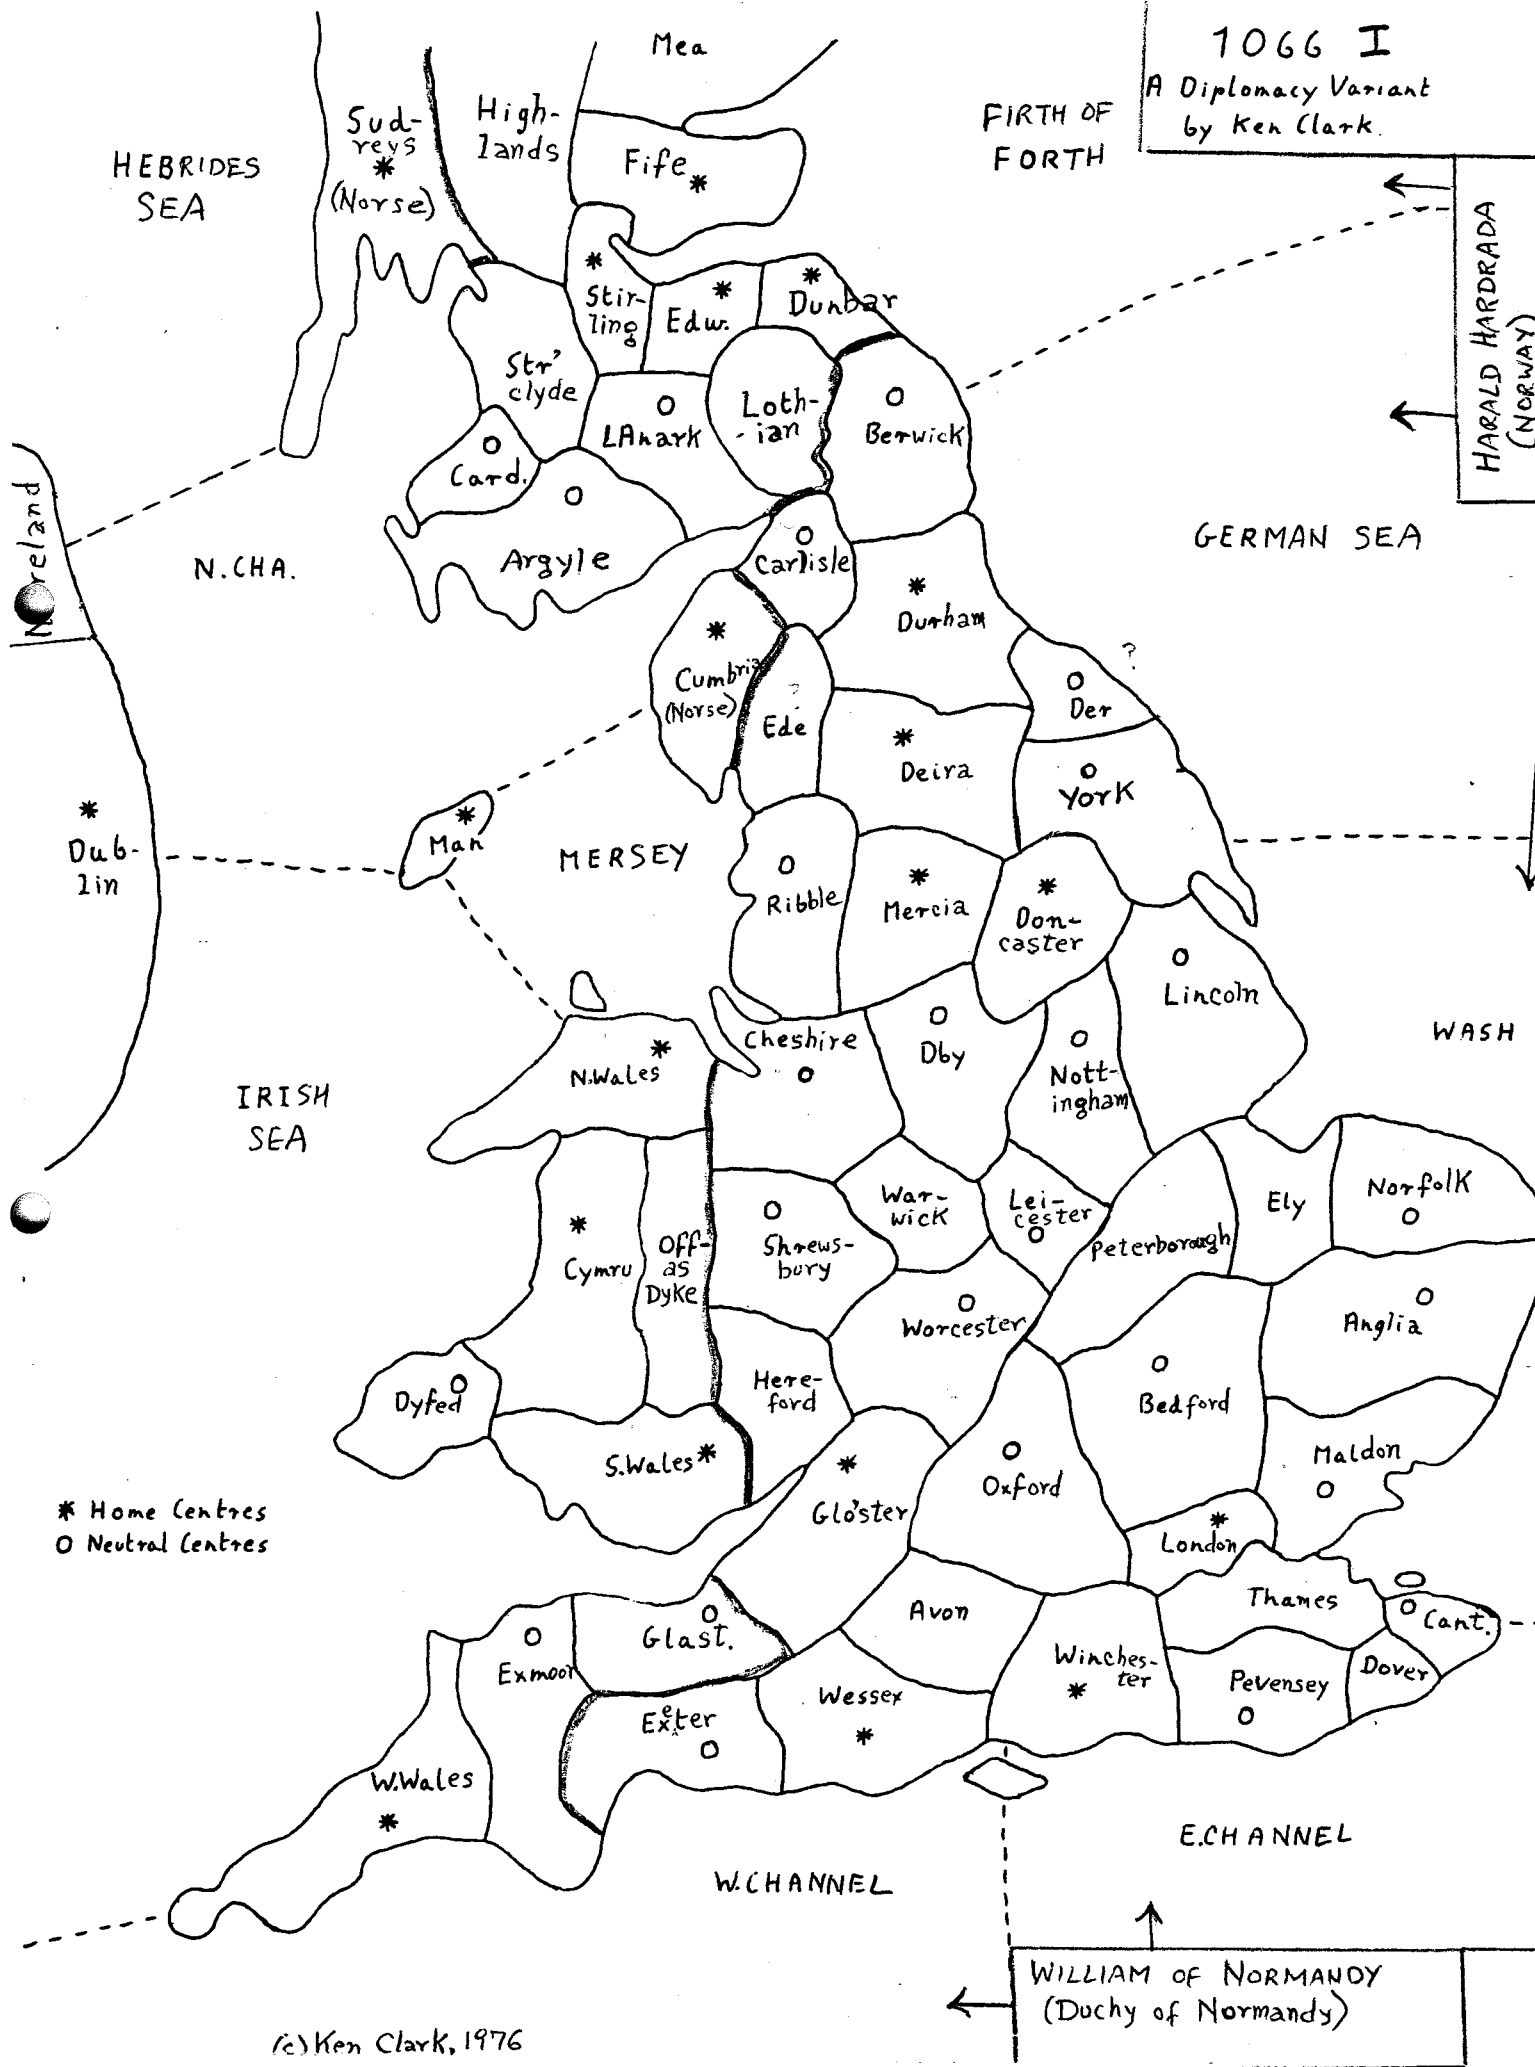 1066 I
A Diplomacy Variant
by Ken Clark.
Mea
High-
lands
Sud-
reys
(Norse)
HEBRIDES
SEA
Fife
FIRTH OF
FORTH
HARALD HARDRADA
(NORWAY)
Stir-
ling
Edw.
Dunbar
Str'
clyde
LAnark
Loth-
-ian
Berwick
Card.
Argyle
N.CHA.
GERMAN SEA
Carlisle
Durham
Cumbria
(Norse)
?
Ede
?
Der
Deira
York
Man
MERSEY
Dub-
lin
Ribble
Mercia
Don-
caster
Lincoln
WASH
Cheshire
Dby
Nott-
ingham
N.Wales
IRISH
SEA
War-
wick
Lei-
cester
Peterborough
Ely
Norfolk
Cymru
Off-
as
Dyke
Shrews-
bury
Worcester
Anglia
Dyfed
Here-
ford
Bedford
S.Wales
Maldon
Glo'ster
Oxford
* Home Centres
o Neutral Centres
London
Thames
Cant.
Avon
Glast.
Exmoor
Winches-
ter
Pevensey
Dover
Wessex
Exeter
W.Wales
E.CHANNEL
W.CHANNEL
WILLIAM OF NORMANDY
(Duchy of Normandy)
(c) Ken Clark, 1976